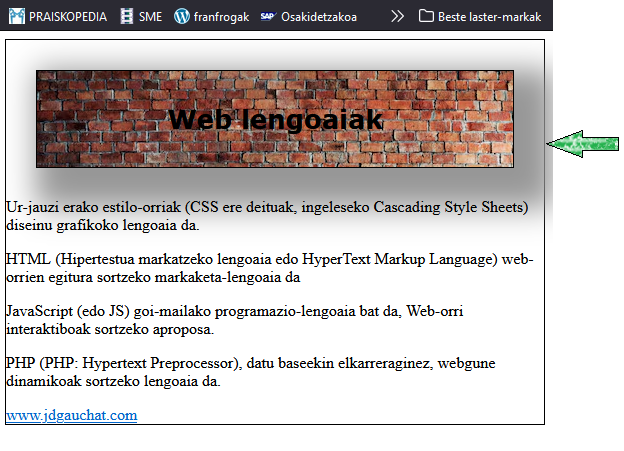 PRAISKOPEDIA SME franfrogak SAP Osakidetzakoa Beste laster-markak
Web lengoaiak
Ur-jauzi erako estilo-orriak (CSS ere deituak, ingeleseko Cascading Style Sheets)
diseinu grafikoko lengoaia da.
HTML (Hipertestua markatzeko lengoaia edo HyperText Markup Language) web-
orrien egitura sortzeko markaketa-lengoaia da
JavaScript (edo JS) goi-mailako programazio-lengoaia bat da, Web-orri
interaktiboak sortzeko aproposa.
PHP (PHP: Hypertext Preprocessor), datu baseekin elkarreraginez, webgune
dinamikoak sortzeko lengoaia da.
www.jdgauchat.com